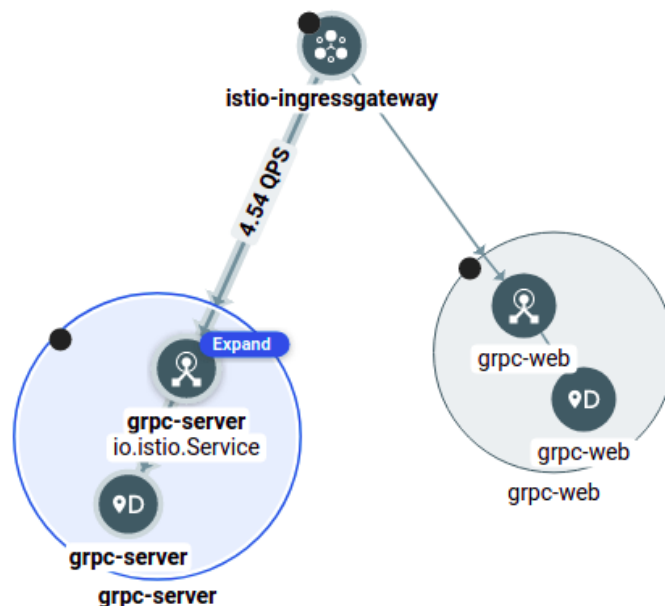 istio-ingressgateway
4.54 QPS
Expand
grpc-server
io.istio.Service
D
grpc-server
grpc-server
grpc-web
D
grpc-web
grpc-web